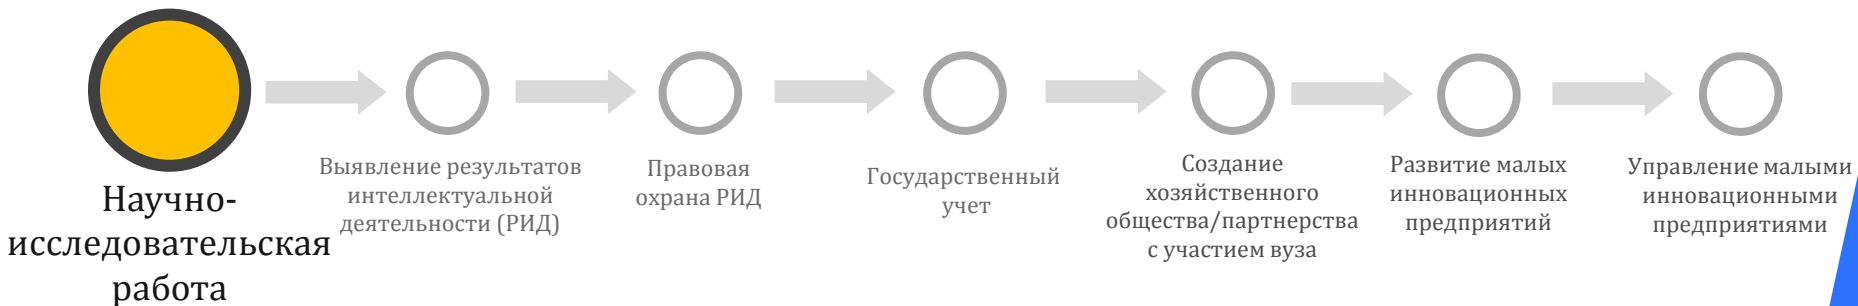 Научно-
исследовательская
работа
Выявление результатов
интеллектуальной
деятельности (РИД)
Правовая
охрана РИД
Государственный
учет
Создание
хозяйственного
общества/партнерства
с участием вуза
Развитие малых
инновационных
предприятий
Управление малыми
инновационными
предприятиями